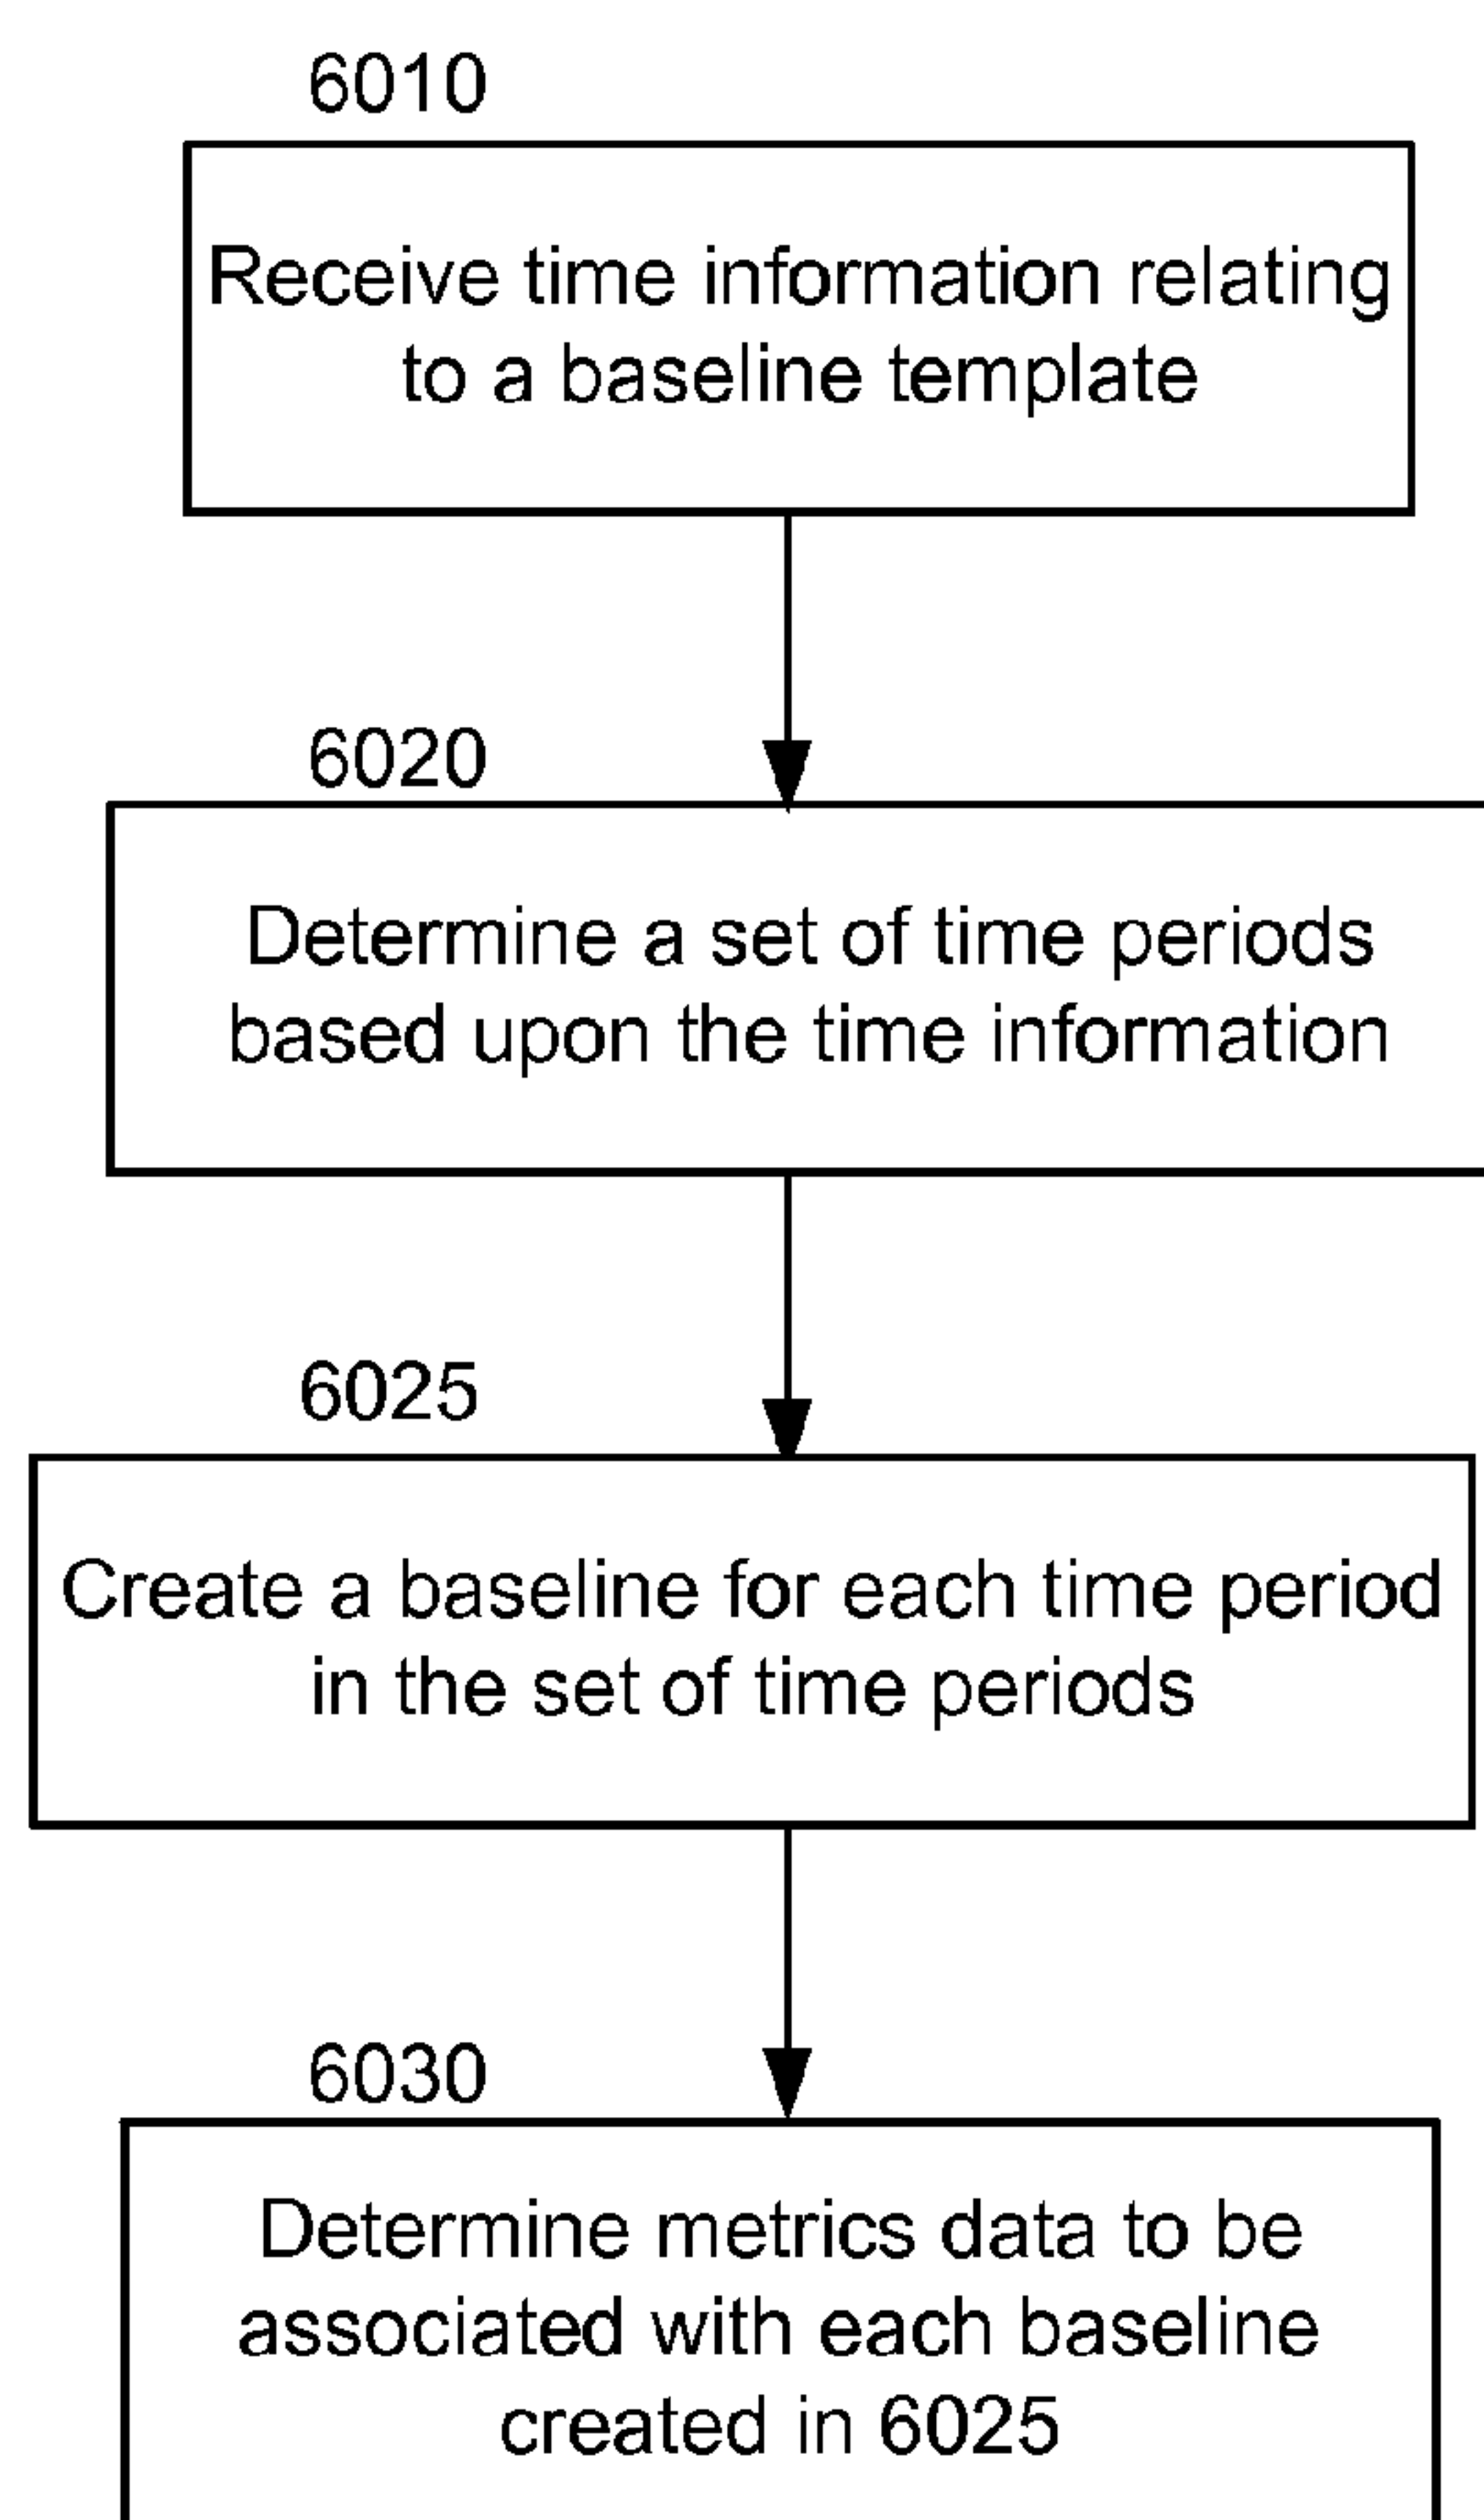 6010
Receive time information relating
to a baseline template
6020
Determine a set of time periods
based upon the time information
6025
Create a baseline for each time period
in the set of time periods
6030
Determine metrics data to be
associated with each baseline
created in 6025